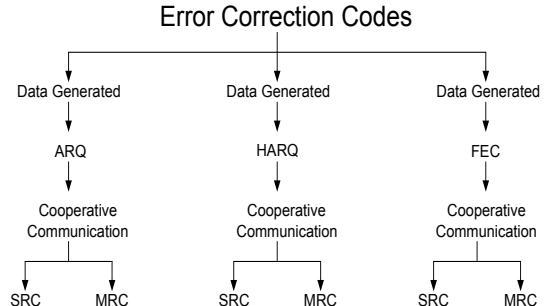 Error Correction Codes
Data Generated Data Generated Data Generated
ARQ HARQ FEC
Cooperative Cooperative Cooperative
Communication Communication Communication
SRC MRC SRC MRC SRC MRC